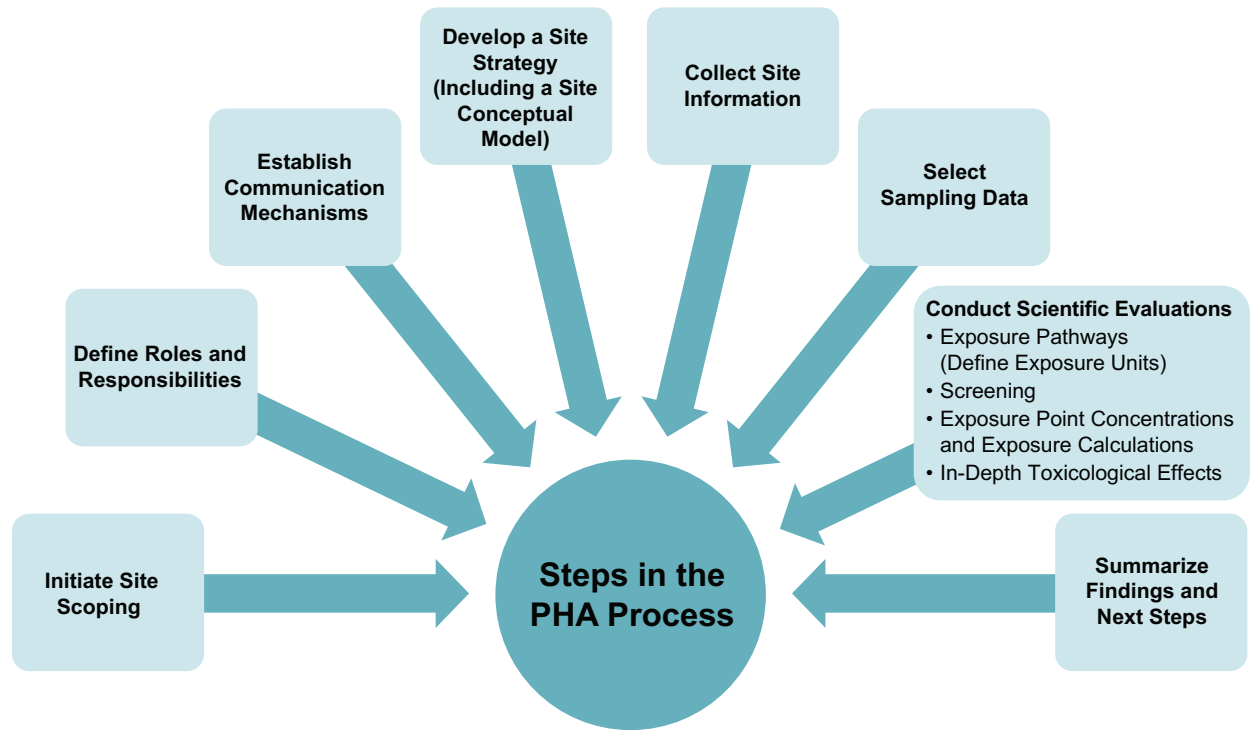 Initiate Site
Scoping
Define Roles and
Responsibilities
Establish
Communication
Mechanisms
Develop a Site
Strategy
(Including a Site
Conceptual
Model)
Collect Site
Information
Select
Sampling Data
Conduct Scientific Evaluations
• Exposure Pathways
(Define Exposure Units)
• Screening
• Exposure Point Concentrations
and Exposure Calculations
• In-Depth Toxicological Effects
Summarize
Findings and
Next Steps
Steps in the
PHA Process